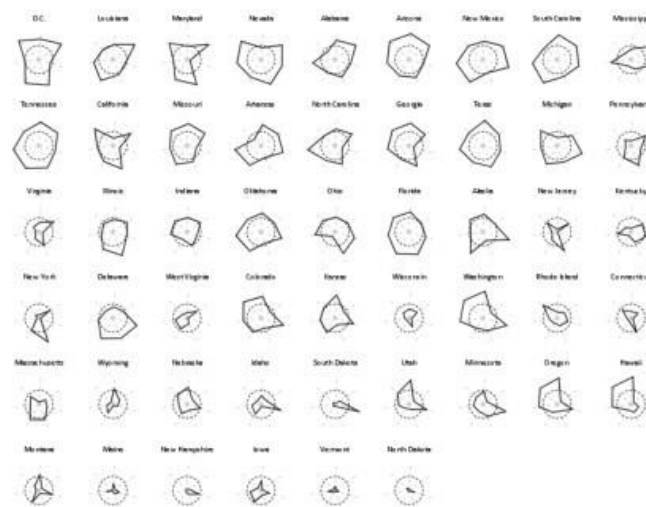 D.C. Louisiana Maryland Nevada Alabama Arizona New Mexico South Carolina Mississipp
Tennessee California Missouri Arkansas North Carolina Georgia Texas Michigan Pennsylvan
Virginia Illinois Indiana Oklahoma Ohio Florida Alaska New Jersey Kentucky
New York Delaware West Virginia Colorado Kansas Wisconsin Washington Rhode Island Connecticu
Massachusetts Wyoming Nebraska Idaho South Dakota Utah Minnesota Oregon Hawaii
Montana Maine New Hampshire Iowa Vermont North Dakota